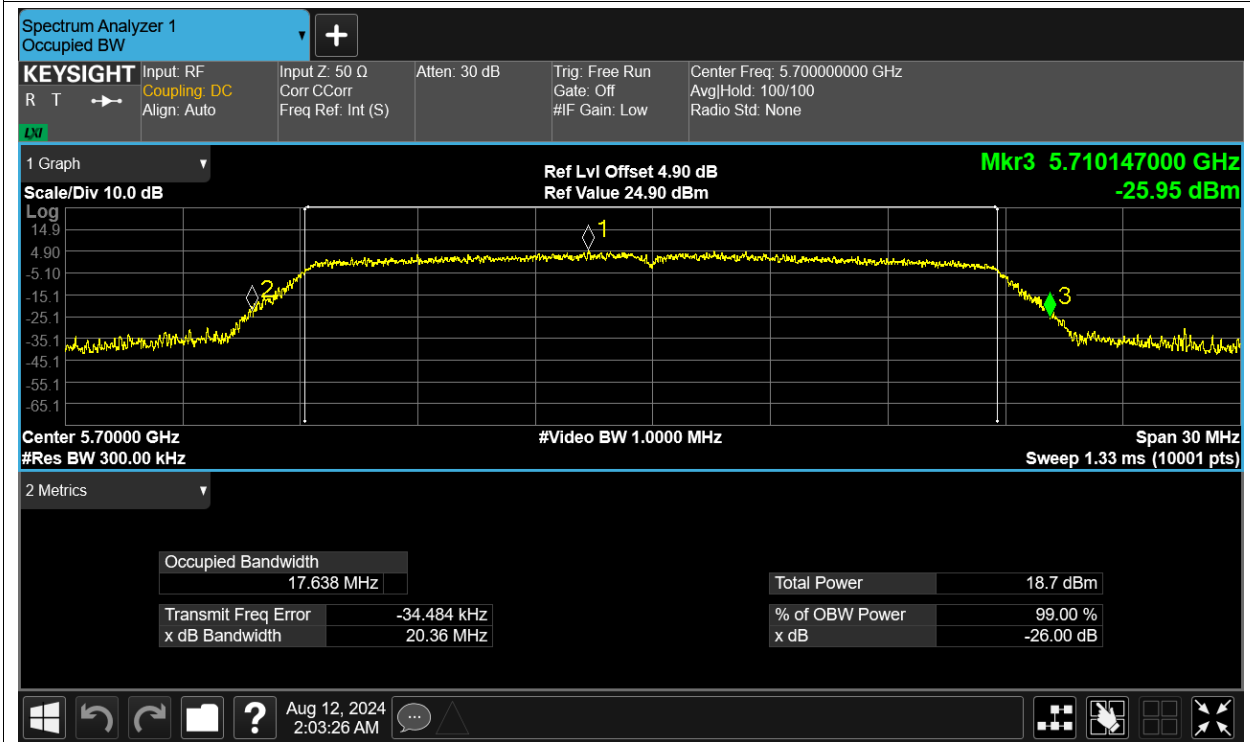 Spectrum Analyzer 1
Occupied BW
KEYSIGHT
R T
LXI
Input: RF
Coupling: DC
Align: Auto
Input Z: 50 Ω
Corr CCorr
Freq Ref: Int (S)
Atten: 30 dB
Trig: Free Run
Gate: Off
#IF Gain: Low
Center Freq: 5.700000000 GHz
Avg|Hold: 100/100
Radio Std: None
1 Graph
Scale/Div 10.0 dB
Ref Lvl Offset 4.90 dB
Ref Value 24.90 dBm
Mkr3 5.710147000 GHz
-25.95 dBm
Log
14.9
4.90
-5.10
-15.1
-25.1
-35.1
-45.1
-55.1
-65.1
1
2
3
Center 5.70000 GHz
#Res BW 300.00 kHz
#Video BW 1.0000 MHz
Span 30 MHz
Sweep 1.33 ms (10001 pts)
2 Metrics
Occupied Bandwidth
17.638 MHz
Transmit Freq Error -34.484 kHz
x dB Bandwidth 20.36 MHz
Total Power 18.7 dBm
% of OBW Power 99.00 %
x dB -26.00 dB
?
Aug 12, 2024
2:03:26 AM